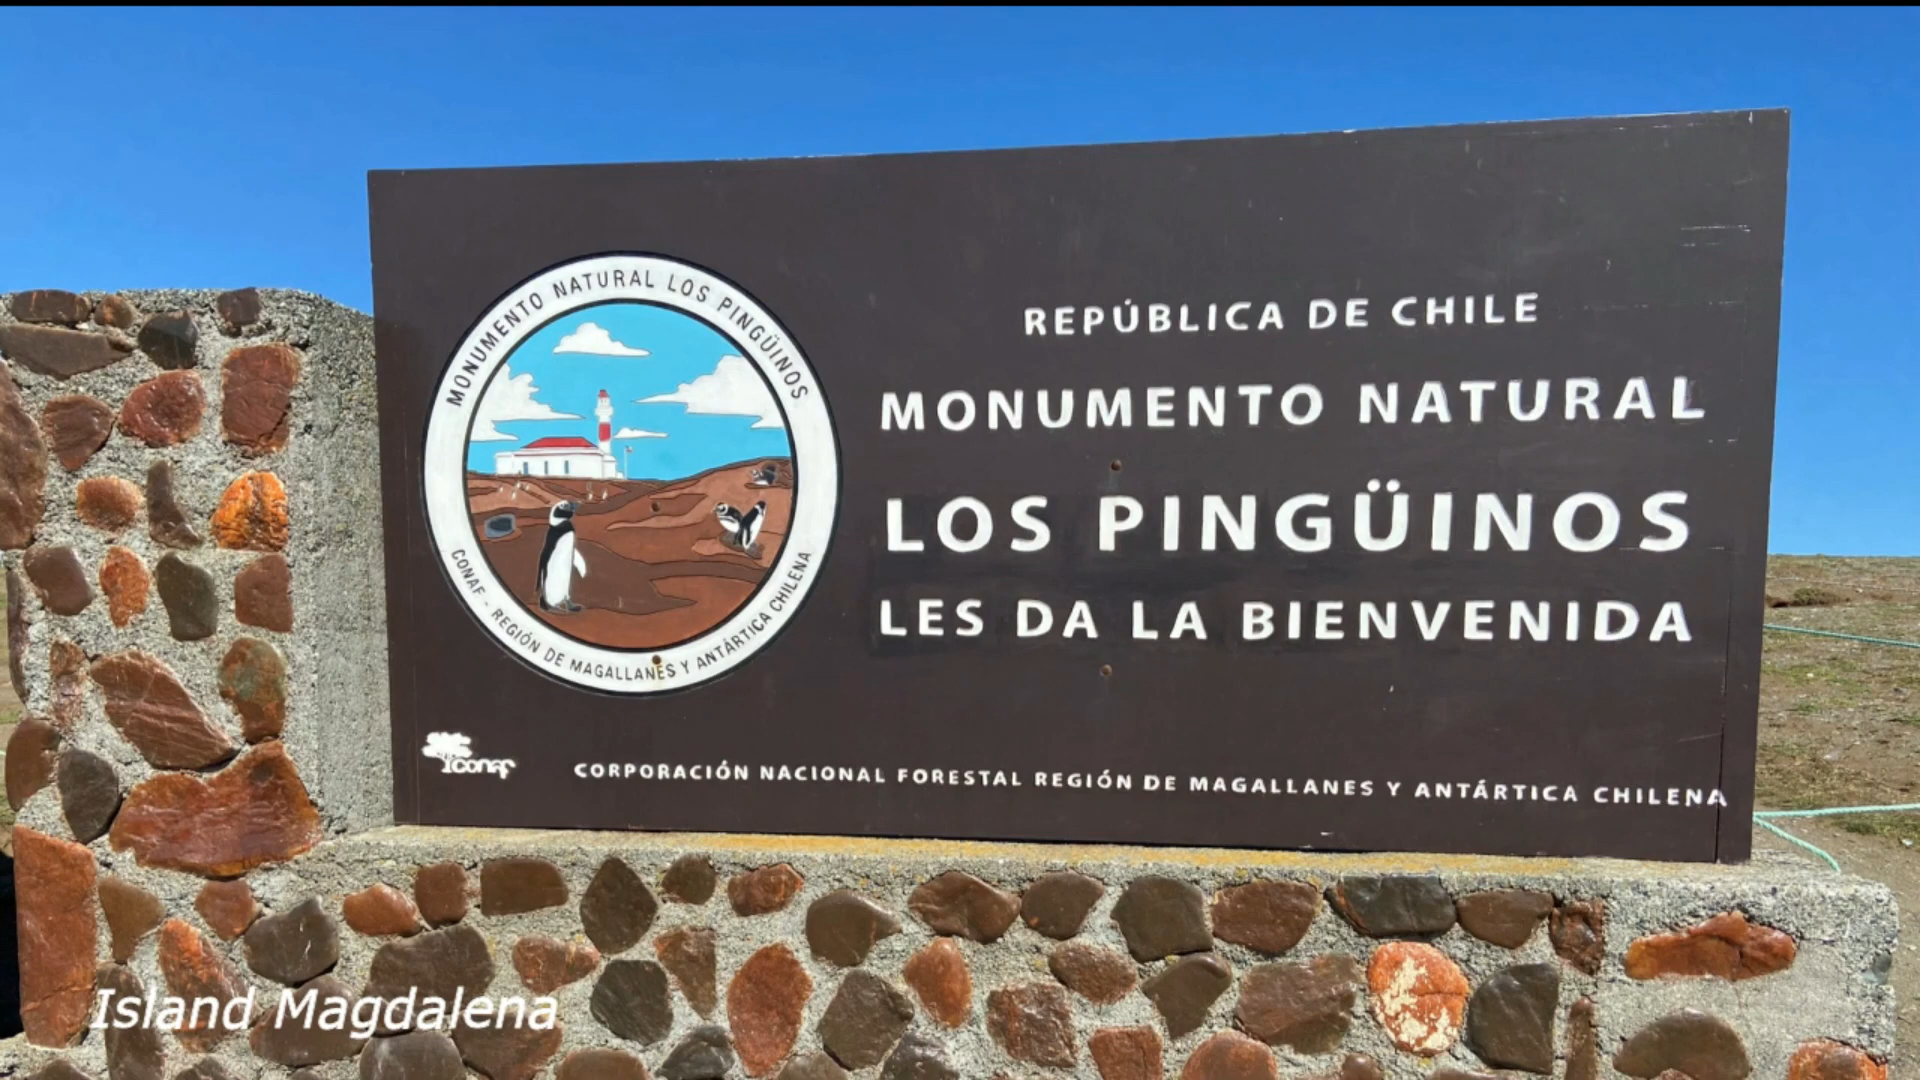 MONUMENTO NATURAL LOS PINGÜINOS
CONAF - REGIÓN DE MAGALLANES Y ANTÁRTICA CHILENA
REPÚBLICA DE CHILE
MONUMENTO NATURAL
LOS PINGÜINOS
LES DA LA BIENVENIDA
conaf
CORPORACIÓN NACIONAL FORESTAL REGIÓN DE MAGALLANES Y ANTÁRTICA CHILENA
Island Magdalena